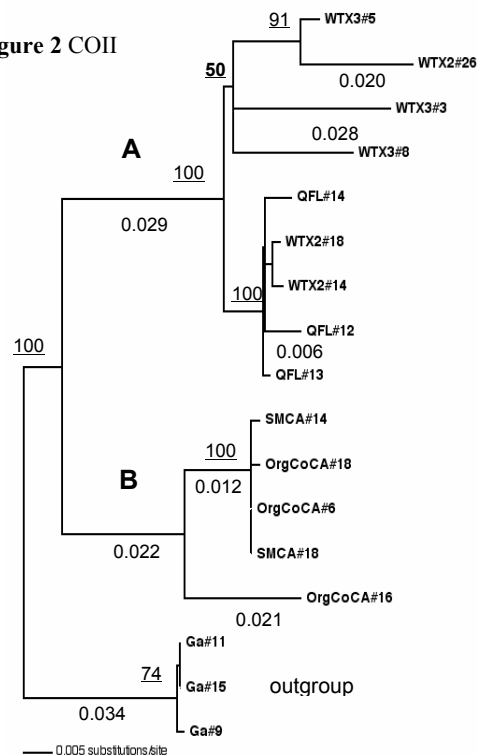 91
WTX3#5
gure 2 COII
WTX2#26
50
0.020
WTX3#3
0.028
A
WTX3#8
100
QFL#14
0.029
WTX2#18
100
WTX2#14
QFL#12
100
0.006
QFL#13
SMCA#14
100
OrgCoCA#18
B
0.012
OrgCoCA#6
0.022
SMCA#18
OrgCoCA#16
0.021
Ga#11
74
Ga#15
outgroup
0.034
Ga#9
0.005 substitutions/site